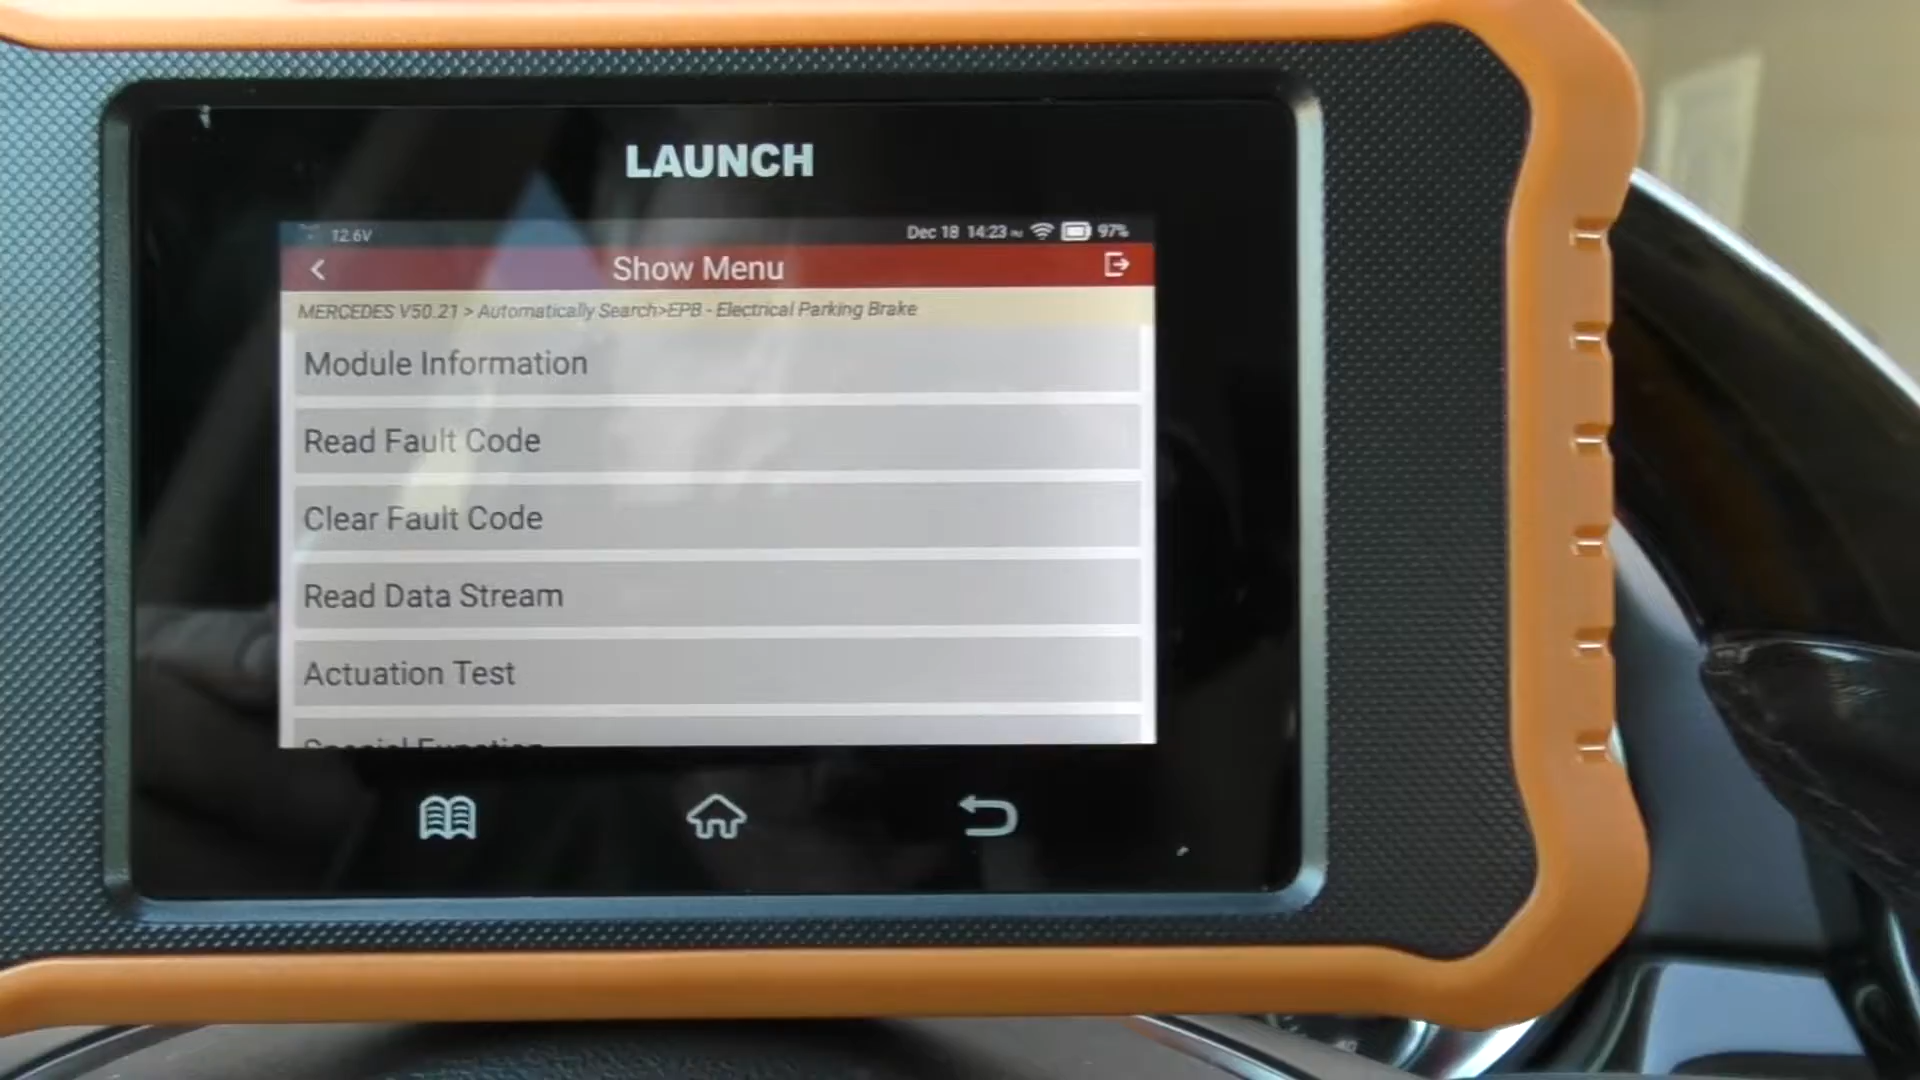 LAUNCH
12.6V Dec 18 14:23 97%
Show Menu
MERCEDES V50.21 > Automatically Search>EPB - Electrical Parking Brake
Module Information
Read Fault Code
Clear Fault Code
Read Data Stream
Actuation Test
Special Function